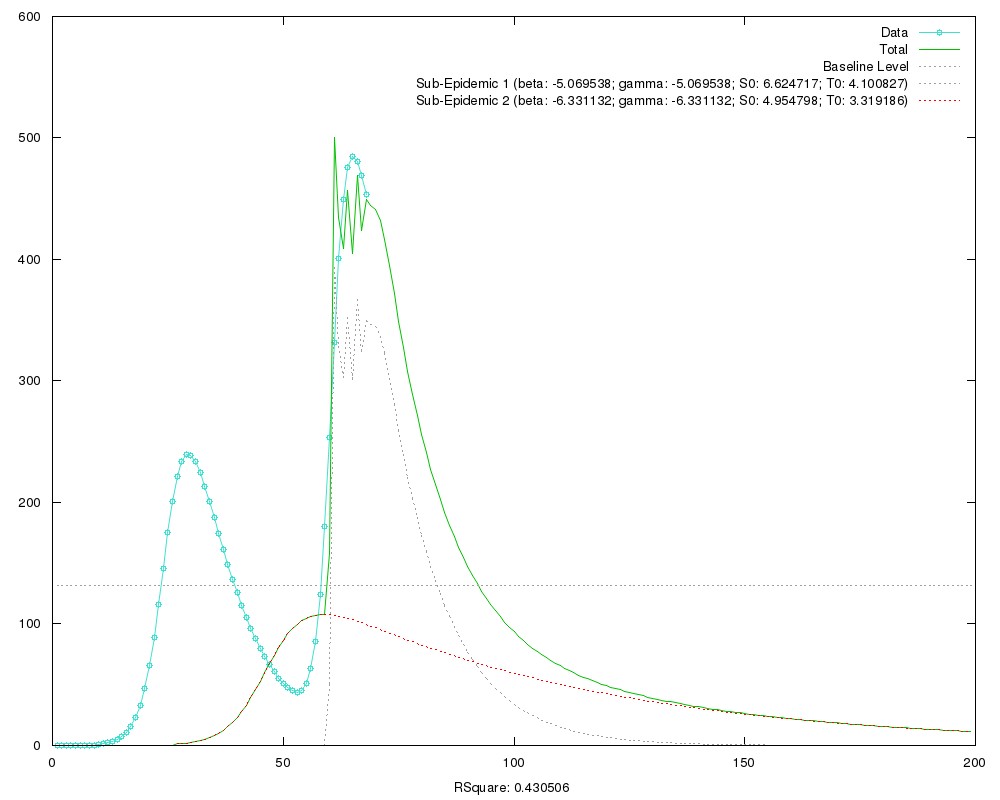 600
500
400
300
200
100
0
0 50 100 150 200
Data
Total
Baseline Level
Sub-Epidemic 1 (beta: -5.069538; gamma: -5.069538; S0: 6.624717; T0: 4.100827)
Sub-Epidemic 2 (beta: -6.331132; gamma: -6.331132; S0: 4.954798; T0: 3.319186)
RSquare: 0.430506